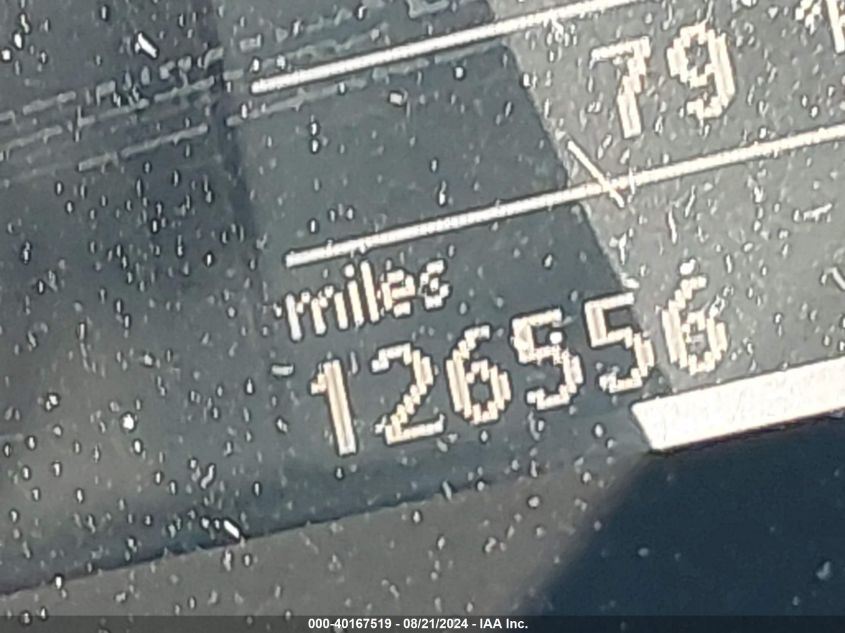 79 °F
miles
126556
000-40167519 - 08/21/2024 - IAA Inc.